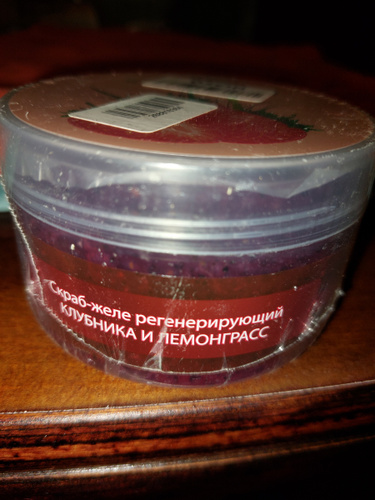 Скраб-желе регенерирующий
КЛУБНИКА И ЛЕМОНГРАСС